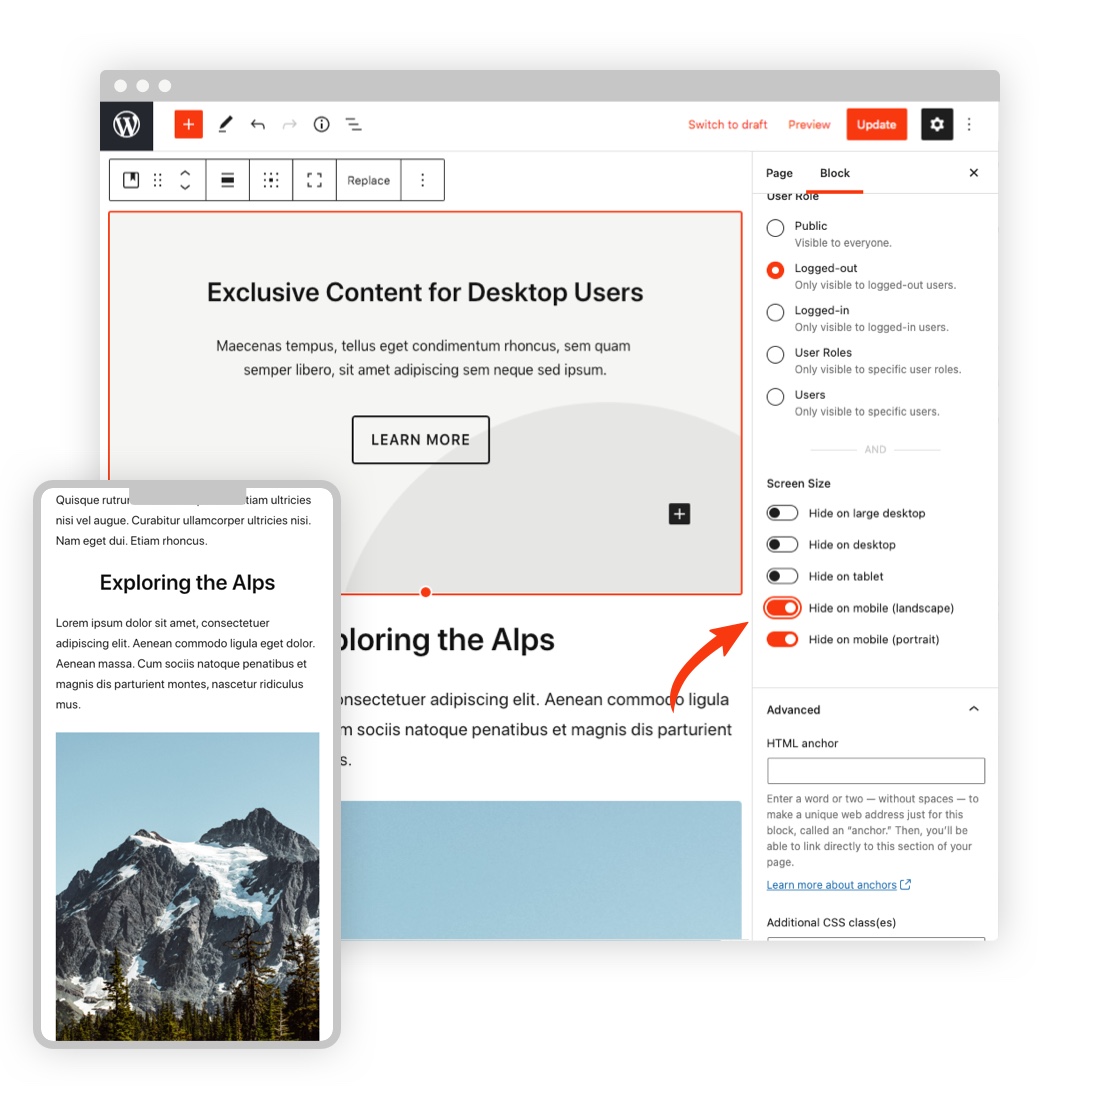 Switch to draft
Preview
Update
Replace
Exclusive Content for Desktop Users
Maecenas tempus, tellus eget condimentum rhoncus, sem quam
semper libero, sit amet adipiscing sem neque sed ipsum.
LEARN MORE
ploring the Alps
onsectetuer adipiscing elit. Aenean commodo ligula
m sociis natoque penatibus et magnis dis parturient
s.
Page
Block
User Role
Public
Visible to everyone.
Logged-out
Only visible to logged-out users.
Logged-in
Only visible to logged-in users.
User Roles
Only visible to specific user roles.
Users
Only visible to specific users.
AND
Screen Size
Hide on large desktop
Hide on desktop
Hide on tablet
Hide on mobile (landscape)
Hide on mobile (portrait)
Advanced
HTML anchor
Enter a word or two — without spaces — to
make a unique web address just for this
block, called an “anchor.” Then, you’ll be
able to link directly to this section of your
page.
Learn more about anchors
Additional CSS class(es)
Quisque rutrur tiam ultricies
nisi vel augue. Curabitur ullamcorper ultricies nisi.
Nam eget dui. Etiam rhoncus.
Exploring the Alps
Lorem ipsum dolor sit amet, consectetuer
adipiscing elit. Aenean commodo ligula eget dolor.
Aenean massa. Cum sociis natoque penatibus et
magnis dis parturient montes, nascetur ridiculus
mus.